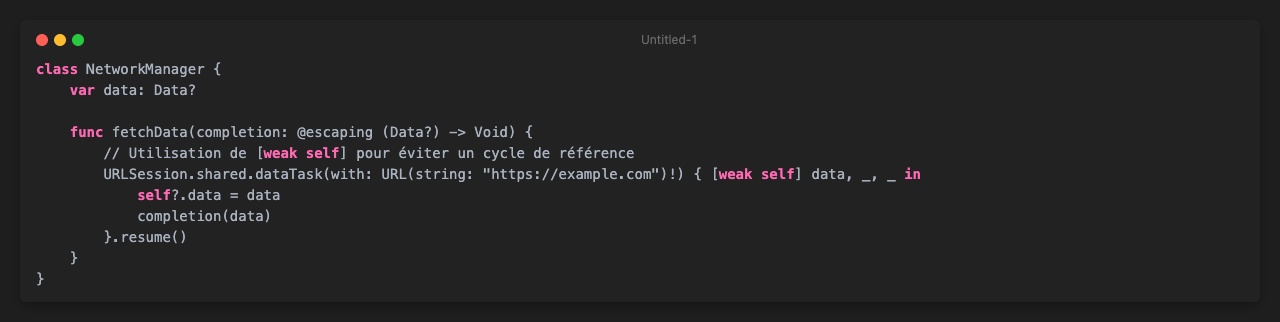 Untitled-1
class NetworkManager {
    var data: Data?

    func fetchData(completion: @escaping (Data?) -> Void) {
        // Utilisation de [weak self] pour éviter un cycle de référence
        URLSession.shared.dataTask(with: URL(string: "https://example.com")!) { [weak self] data, _, _ in
            self?.data = data
            completion(data)
        }.resume()
    }
}